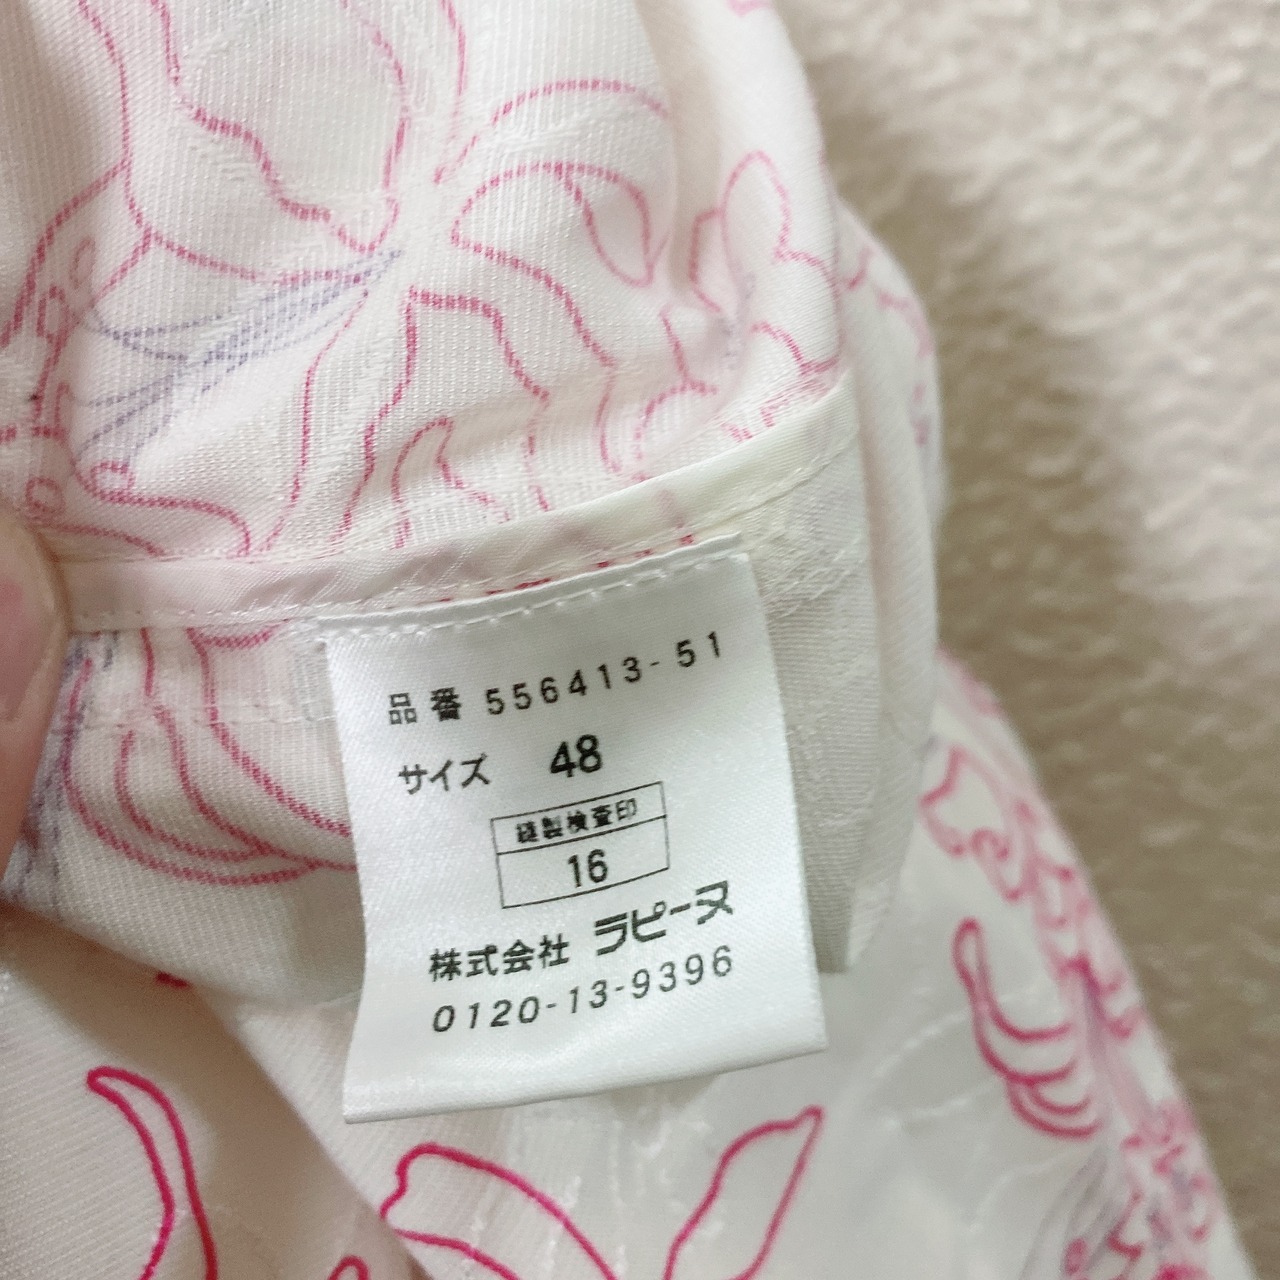 品番 556413-51
サイズ 48
縫製検査印
16
株式会社 ラピーヌ
0120-13-9396